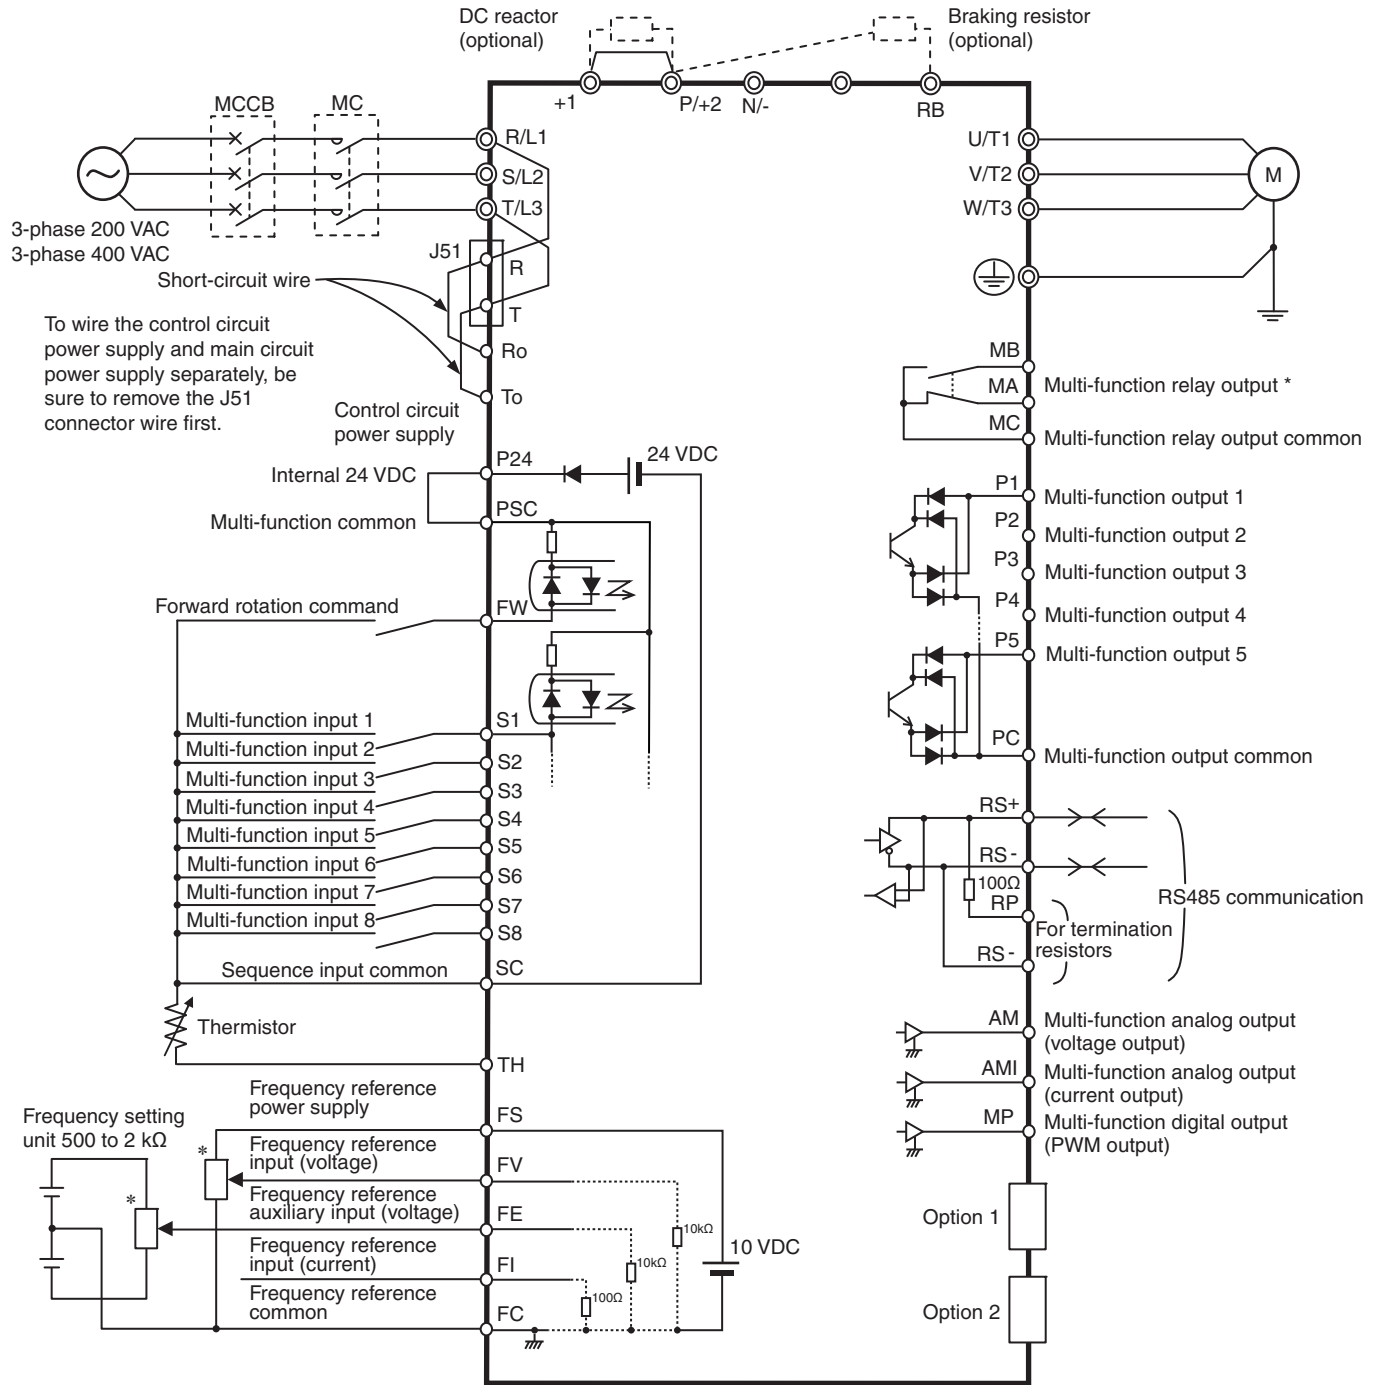 DC reactor
(optional)
Braking resistor
(optional)
+1
P/+2
N/-
RB
MCCB
MC
R/L1
S/L2
T/L3
U/T1
V/T2
W/T3
M
3-phase 200 VAC
3-phase 400 VAC
J51
R
T
Short-circuit wire
To wire the control circuit
power supply and main circuit
power supply separately, be
sure to remove the J51
connector wire first.
Ro
To
Control circuit
power supply
MB
MA
Multi-function relay output *
MC
Multi-function relay output common
P24
24 VDC
Internal 24 VDC
PSC
Multi-function common
P1
Multi-function output 1
P2
Multi-function output 2
P3
Multi-function output 3
P4
Multi-function output 4
P5
Multi-function output 5
PC
Multi-function output common
Forward rotation command
FW
Multi-function input 1
S1
Multi-function input 2
S2
Multi-function input 3
S3
Multi-function input 4
S4
Multi-function input 5
S5
Multi-function input 6
S6
Multi-function input 7
S7
Multi-function input 8
S8
Sequence input common
SC
Thermistor
TH
RS+
RS-
100Ω
RP
For termination
resistors
RS-
RS485 communication
AM
Multi-function analog output
(voltage output)
AMI
Multi-function analog output
(current output)
MP
Multi-function digital output
(PWM output)
Frequency reference
power supply
FS
Frequency setting
unit 500 to 2 kΩ
*
*
Frequency reference
input (voltage)
FV
Frequency reference
auxiliary input (voltage)
FE
Frequency reference
input (current)
FI
Frequency reference
common
FC
10kΩ
10kΩ
100Ω
10 VDC
Option 1
Option 2